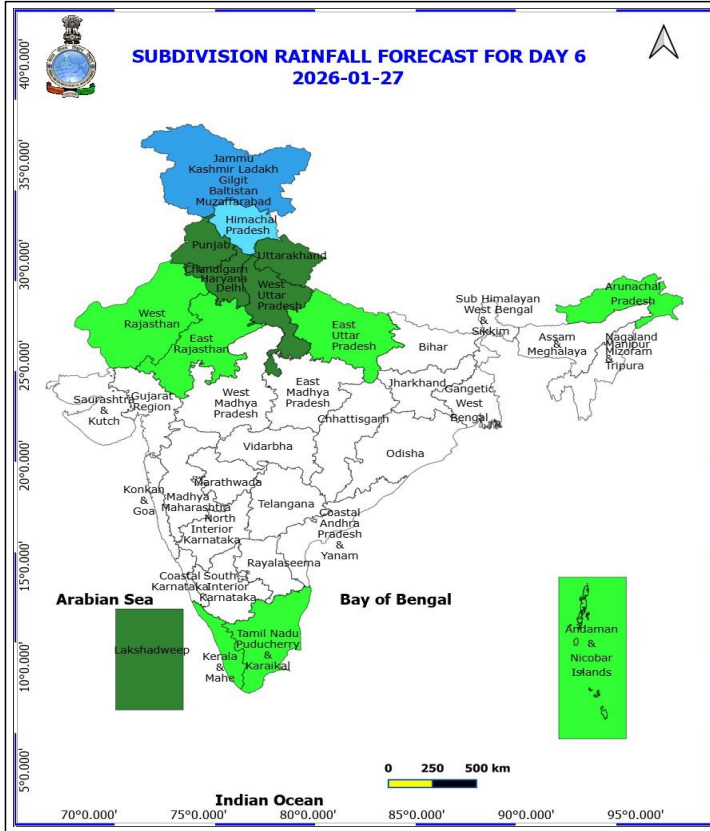 SUBDIVISION RAINFALL FORECAST FOR DAY 6
2026-01-27
40°0.000'
35°0.000'
30°0.000'
25°0.000'
20°0.000'
15°0.000'
10°0.000'
5°0.000'
Jammu
Kashmir Ladakh
Gilgit
Baltistan
Muzaffarabad
Himachal
Pradesh
Punjab
Uttarakhand
Chandigarh
Haryana
Delhi
West
Uttar
Pradesh
West
Rajasthan
East
Rajasthan
East
Uttar
Pradesh
Sub Himalayan
West Bengal
&
Sikkim
Arunachal
Pradesh
Assam
&
Meghalaya
Nagaland
Manipur
Mizoram
&
Tripura
Bihar
Saurashtra
&
Kutch
Gujarat
Region
West
Madhya
Pradesh
East
Madhya
Pradesh
Jharkhand
Gangetic
West
Bengal
Chhattisgarh
Odisha
Vidarbha
Konkan
&
Goa
Madhya
Maharashtra
Marathwada
Telangana
North
Interior
Karnataka
Coastal
Andhra
Pradesh
&
Yanam
Rayalaseema
Coastal
Karnataka
South
Interior
Karnataka
Arabian Sea
Bay of Bengal
Lakshadweep
Kerala
&
Mahe
Tamil Nadu
Puducherry
&
Karaikal
Andaman
&
Nicobar
Islands
0 250 500 km
Indian Ocean
70°0.000' 75°0.000' 80°0.000' 85°0.000' 90°0.000' 95°0.000'